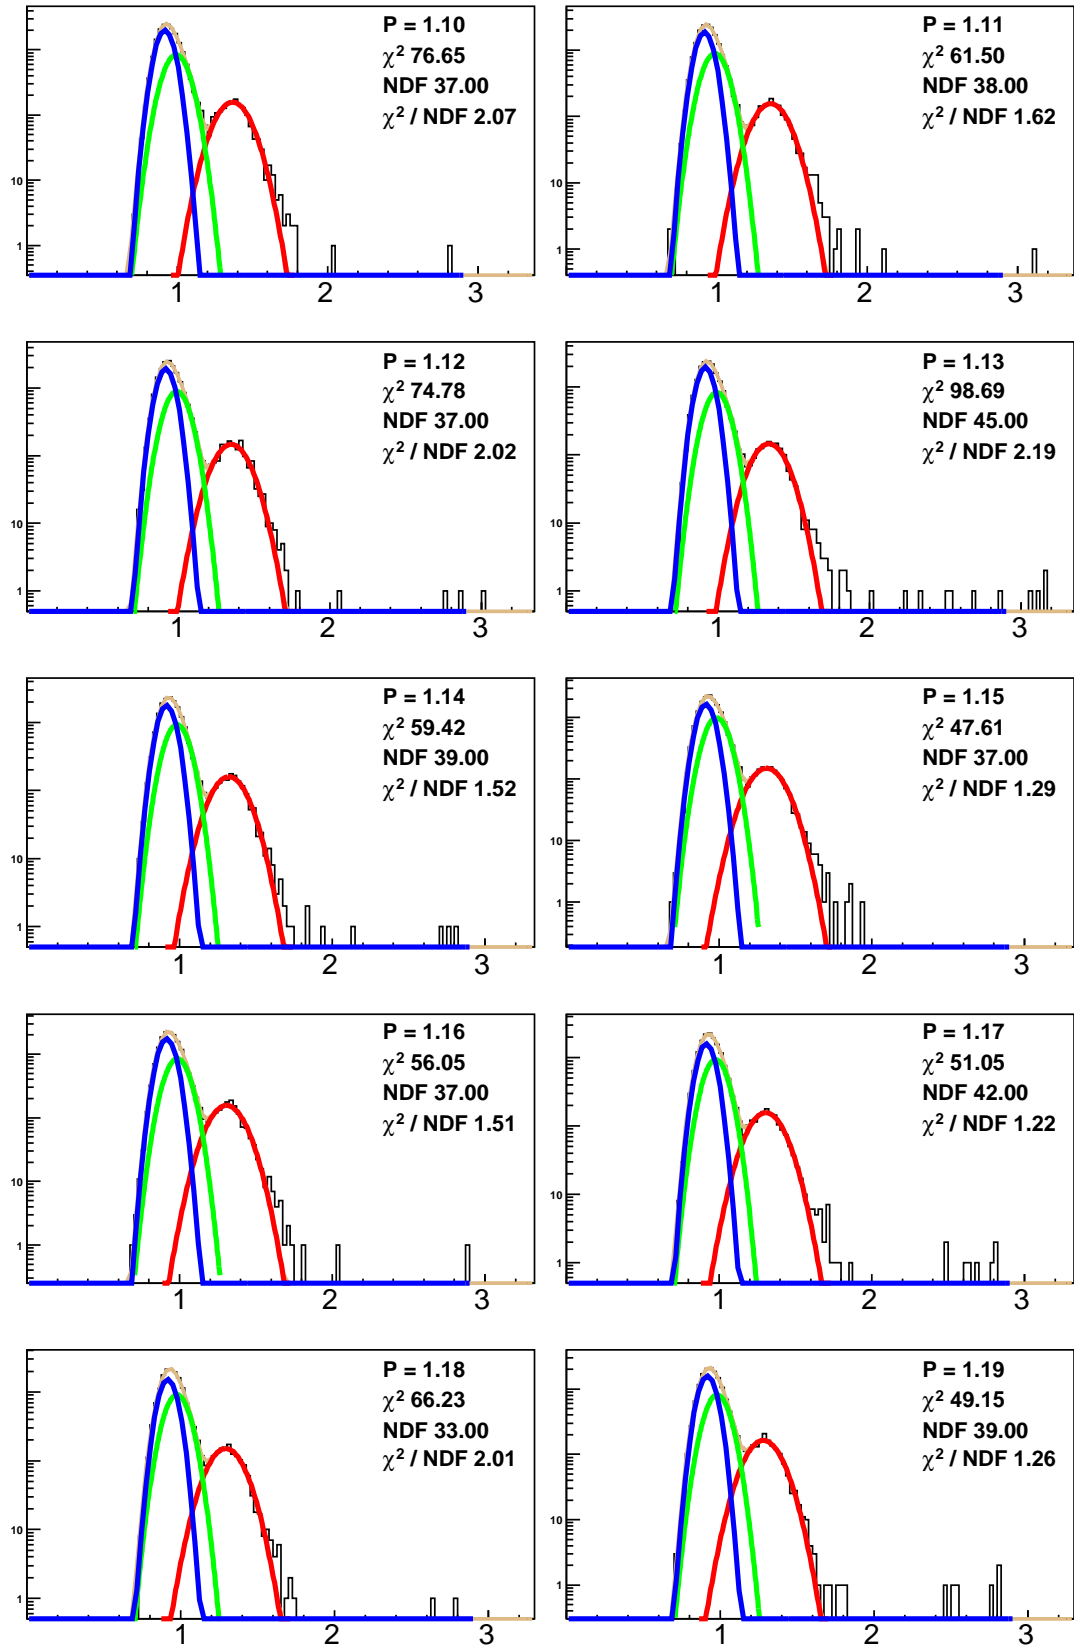 P = 1.10
χ² 76.65
NDF 37.00
χ² / NDF 2.07
10
1
1 2 3
P = 1.11
χ² 61.50
NDF 38.00
χ² / NDF 1.62
10
1
1 2 3
P = 1.12
χ² 74.78
NDF 37.00
χ² / NDF 2.02
10
1
1 2 3
P = 1.13
χ² 98.69
NDF 45.00
χ² / NDF 2.19
10
1
1 2 3
P = 1.14
χ² 59.42
NDF 39.00
χ² / NDF 1.52
10
1
1 2 3
P = 1.15
χ² 47.61
NDF 37.00
χ² / NDF 1.29
10
1
1 2 3
P = 1.16
χ² 56.05
NDF 37.00
χ² / NDF 1.51
10
1
1 2 3
P = 1.17
χ² 51.05
NDF 42.00
χ² / NDF 1.22
10
1
1 2 3
P = 1.18
χ² 66.23
NDF 33.00
χ² / NDF 2.01
10
1
1 2 3
P = 1.19
χ² 49.15
NDF 39.00
χ² / NDF 1.26
10
1
1 2 3